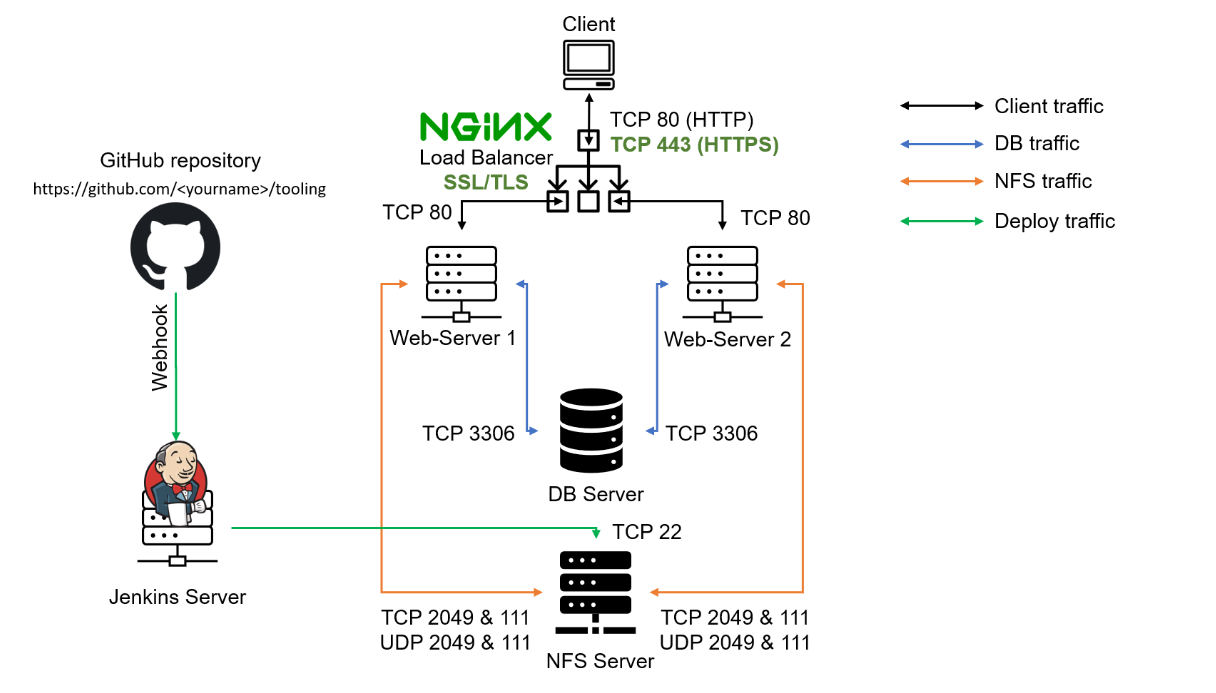 Client
NGINX
Load Balancer
SSL/TLS
TCP 80 (HTTP)
TCP 443 (HTTPS)
Client traffic
DB traffic
NFS traffic
Deploy traffic
GitHub repository
https://github.com/<yourname>/tooling
Webhook
Jenkins Server
TCP 80
TCP 80
Web-Server 1
Web-Server 2
TCP 3306
TCP 3306
DB Server
TCP 22
TCP 2049 & 111
UDP 2049 & 111
TCP 2049 & 111
UDP 2049 & 111
NFS Server